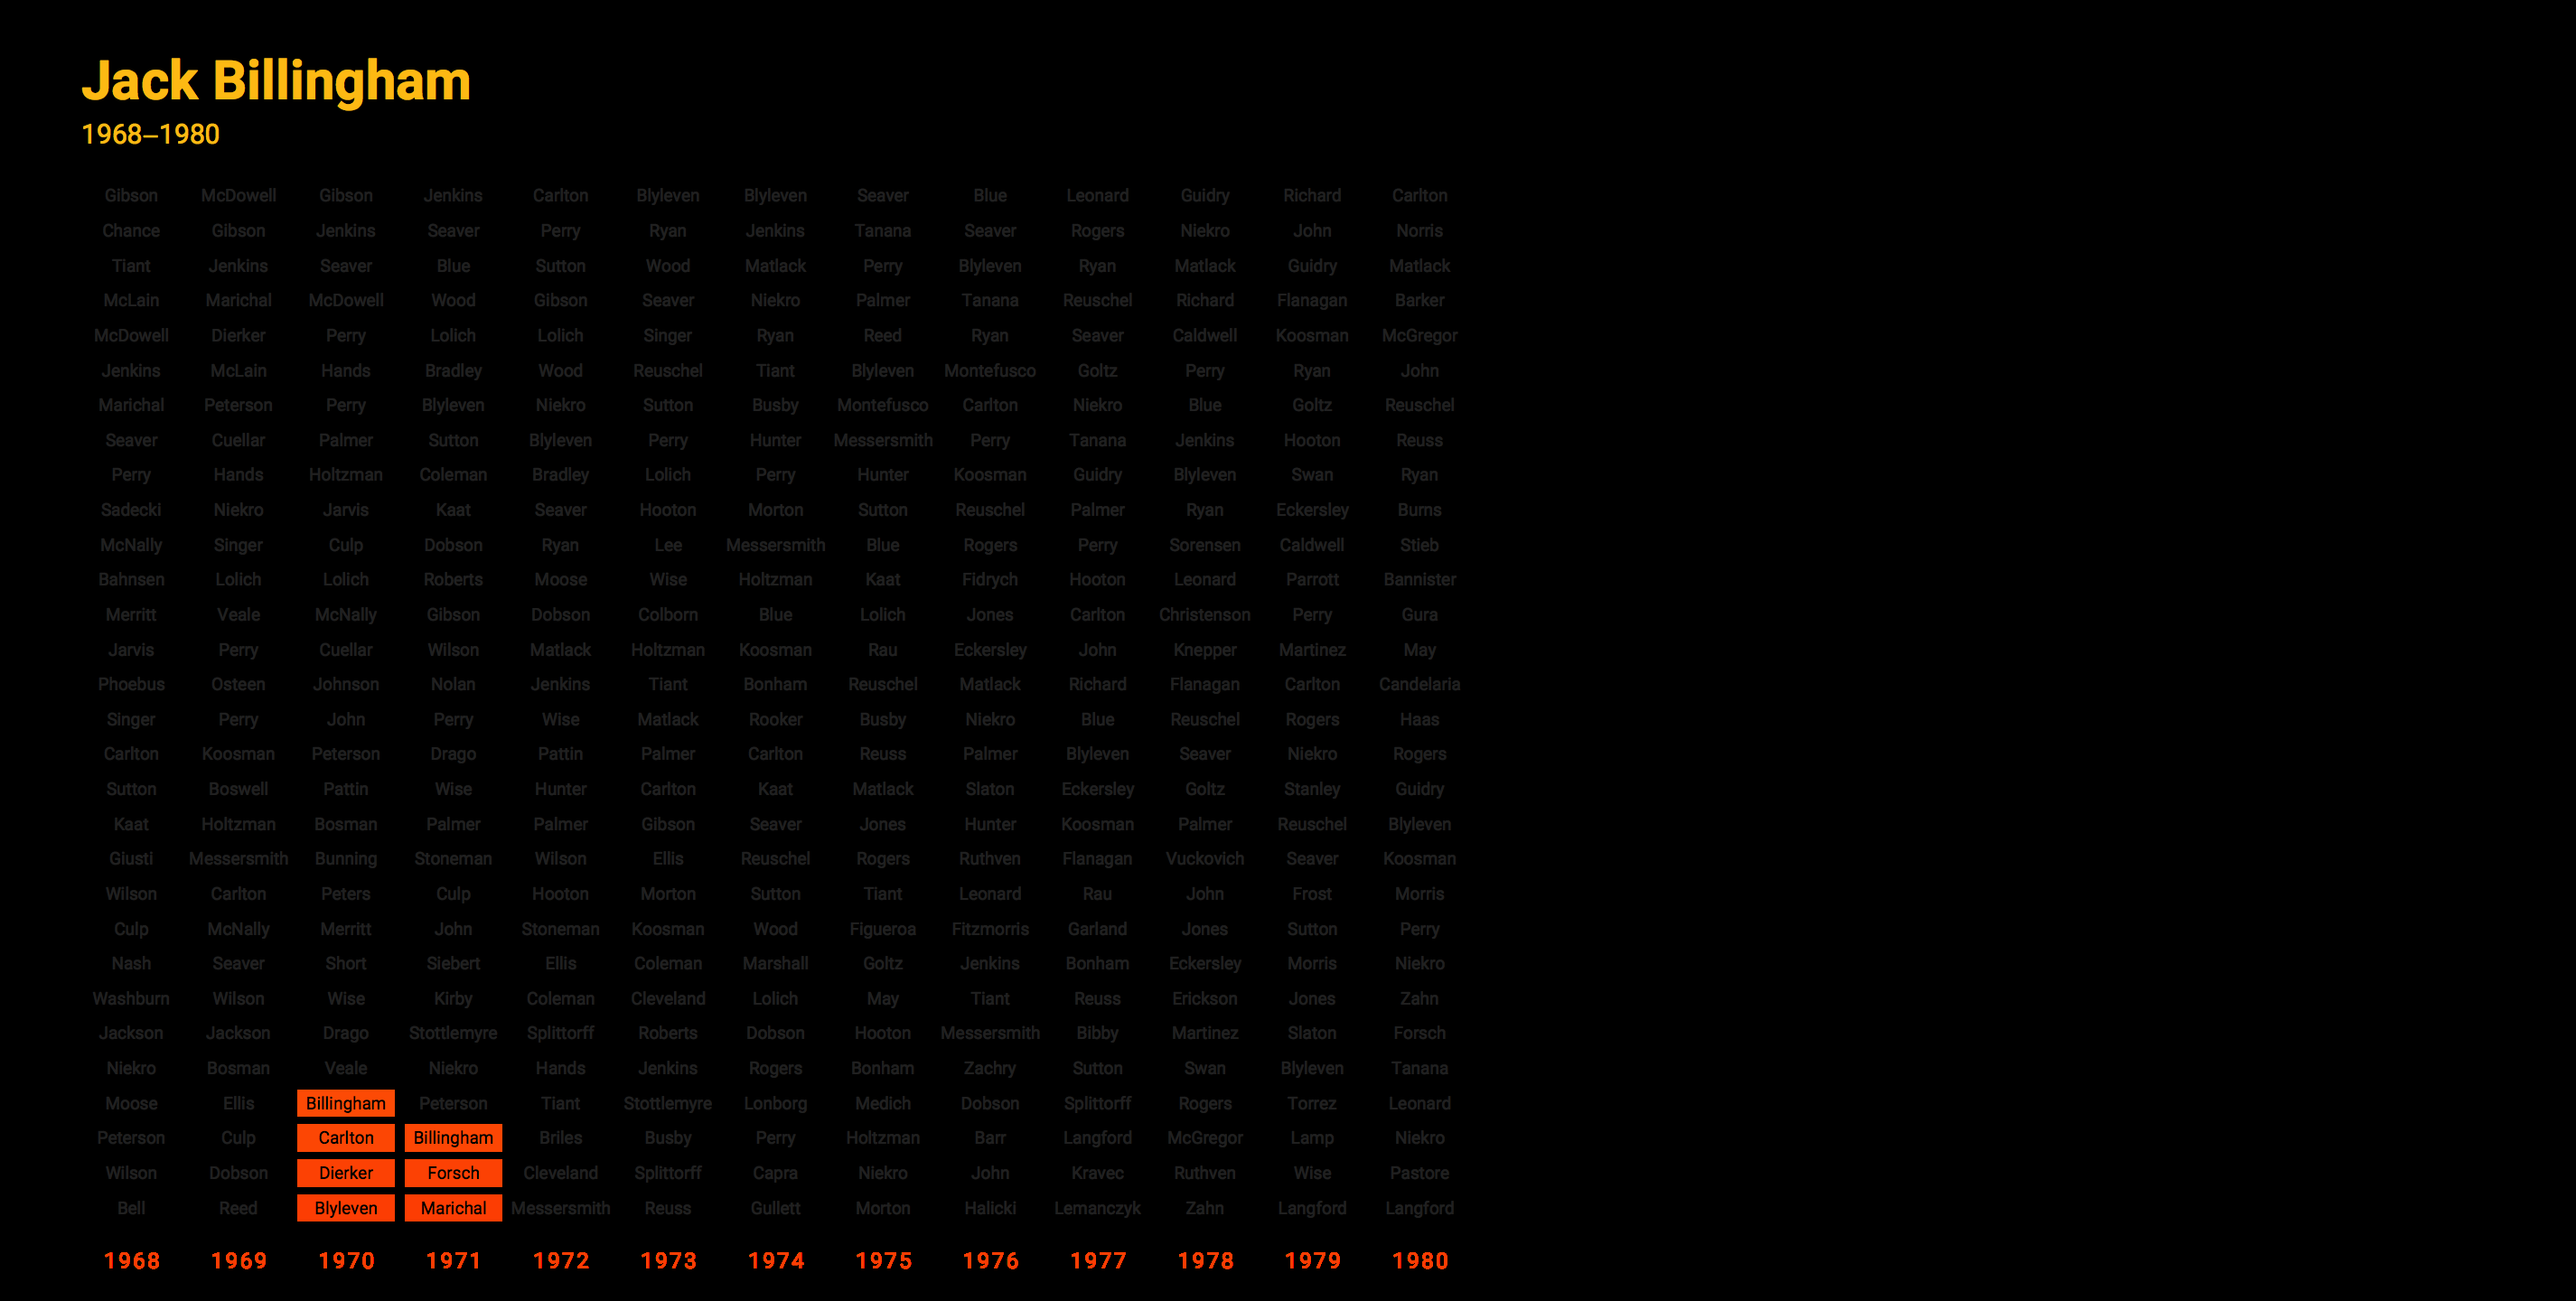 Jack Billingham
1968–1980
Gibson McDowell Gibson Jenkins Carlton Blyleven Blyleven Seaver Blue Leonard Guidry Richard Carlton
Chance Gibson Jenkins Seaver Perry Ryan Jenkins Tanana Seaver Rogers Niekro John Norris
Tiant Jenkins Seaver Blue Sutton Wood Matlack Perry Blyleven Ryan Matlack Guidry Matlack
McLain Marichal McDowell Wood Gibson Seaver Niekro Palmer Tanana Reuschel Richard Flanagan Barker
McDowell Dierker Perry Lolich Lolich Singer Ryan Reed Ryan Seaver Caldwell Koosman McGregor
Jenkins McLain Hands Bradley Wood Reuschel Tiant Blyleven Montefusco Goltz Perry Ryan John
Marichal Peterson Perry Blyleven Niekro Sutton Busby Montefusco Carlton Niekro Blue Goltz Reuschel
Seaver Cuellar Palmer Sutton Blyleven Perry Hunter Messersmith Perry Tanana Jenkins Hooton Reuss
Perry Hands Holtzman Coleman Bradley Lolich Perry Hunter Koosman Guidry Blyleven Swan Ryan
Sadecki Niekro Jarvis Kaat Seaver Hooton Morton Sutton Reuschel Palmer Ryan Eckersley Burns
McNally Singer Culp Dobson Ryan Lee Messersmith Blue Rogers Perry Sorensen Caldwell Stieb
Bahnsen Lolich Lolich Roberts Moose Wise Holtzman Kaat Fidrych Hooton Leonard Parrott Bannister
Merritt Veale McNally Gibson Dobson Colborn Blue Lolich Jones Carlton Christenson Perry Gura
Jarvis Perry Cuellar Wilson Matlack Holtzman Koosman Rau Eckersley John Knepper Martinez May
Phoebus Osteen Johnson Nolan Jenkins Tiant Bonham Reuschel Matlack Richard Flanagan Carlton Candelaria
Singer Perry John Perry Wise Matlack Rooker Busby Niekro Blue Reuschel Rogers Haas
Carlton Koosman Peterson Drago Pattin Palmer Carlton Reuss Palmer Blyleven Seaver Niekro Rogers
Sutton Boswell Pattin Wise Hunter Carlton Kaat Matlack Slaton Eckersley Goltz Stanley Guidry
Kaat Holtzman Bosman Palmer Palmer Gibson Seaver Jones Hunter Koosman Palmer Reuschel Blyleven
Giusti Messersmith Bunning Stoneman Wilson Ellis Reuschel Rogers Ruthven Flanagan Vuckovich Seaver Koosman
Wilson Carlton Peters Culp Hooton Morton Sutton Tiant Leonard Rau John Frost Morris
Culp McNally Merritt John Stoneman Koosman Wood Figueroa Fitzmorris Garland Jones Sutton Perry
Nash Seaver Short Siebert Ellis Coleman Marshall Goltz Jenkins Bonham Eckersley Morris Niekro
Washburn Wilson Wise Kirby Coleman Cleveland Lolich May Tiant Reuss Erickson Jones Zahn
Jackson Jackson Drago Stottlemyre Splittorff Roberts Dobson Hooton Messersmith Bibby Martinez Slaton Forsch
Niekro Bosman Veale Niekro Hands Jenkins Rogers Bonham Zachry Sutton Swan Blyleven Tanana
Moose Ellis Billingham Peterson Tiant Stottlemyre Lonborg Medich Dobson Splittorff Rogers Torrez Leonard
Peterson Culp Carlton Billingham Briles Busby Perry Holtzman Barr Langford McGregor Lamp Niekro
Wilson Dobson Dierker Forsch Cleveland Splittorff Capra Niekro John Kravec Ruthven Wise Pastore
Bell Reed Blyleven Marichal Messersmith Reuss Gullett Morton Halicki Lemanczyk Zahn Langford Langford
1968 1969 1970 1971 1972 1973 1974 1975 1976 1977 1978 1979 1980